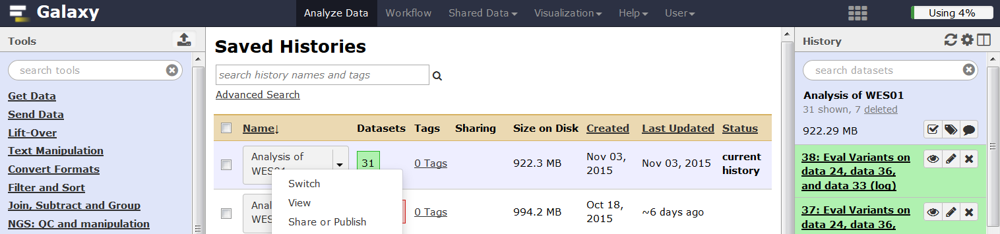 Galaxy
Analyze Data Workflow Shared Data Visualization Help User
Using 4%
Tools
search tools
Get Data
Send Data
Lift-Over
Text Manipulation
Convert Formats
Filter and Sort
Join, Subtract and Group
NGS: QC and manipulation
Saved Histories
search history names and tags
Advanced Search
Name↓ Datasets Tags Sharing Size on Disk Created Last Updated Status
Analysis of
WES01
31
0 Tags
922.3 MB
Nov 03,
2015
Nov 03, 2015
current
history
Switch
View
Share or Publish
0 Tags
994.2 MB
Oct 18,
2015
~6 days ago
History
search datasets
Analysis of WES01
31 shown, 7 deleted
922.29 MB
38: Eval Variants on
data 24, data 36,
and data 33 (log)
37: Eval Variants on
data 24, data 36,